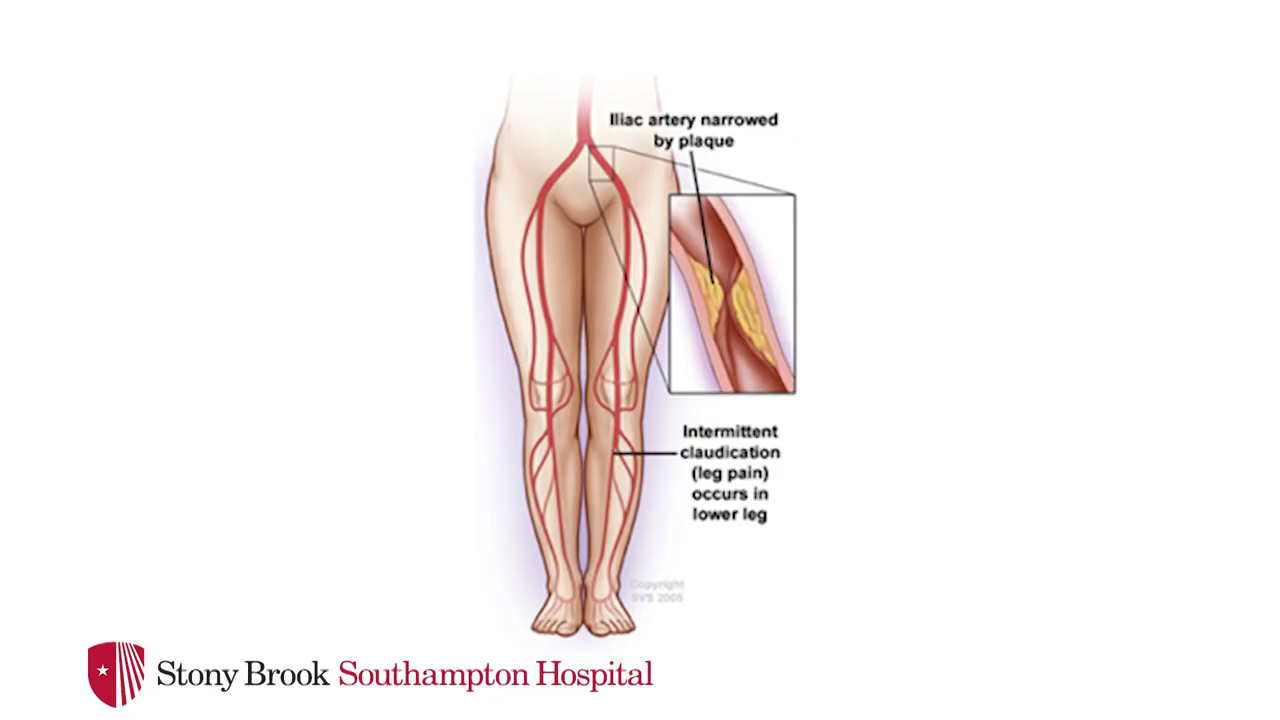 Iliac artery narrowed
by plaque
Intermittent
claudication
(leg pain)
occurs in
lower leg
Copyright
SVS 2005
Stony Brook Southampton Hospital